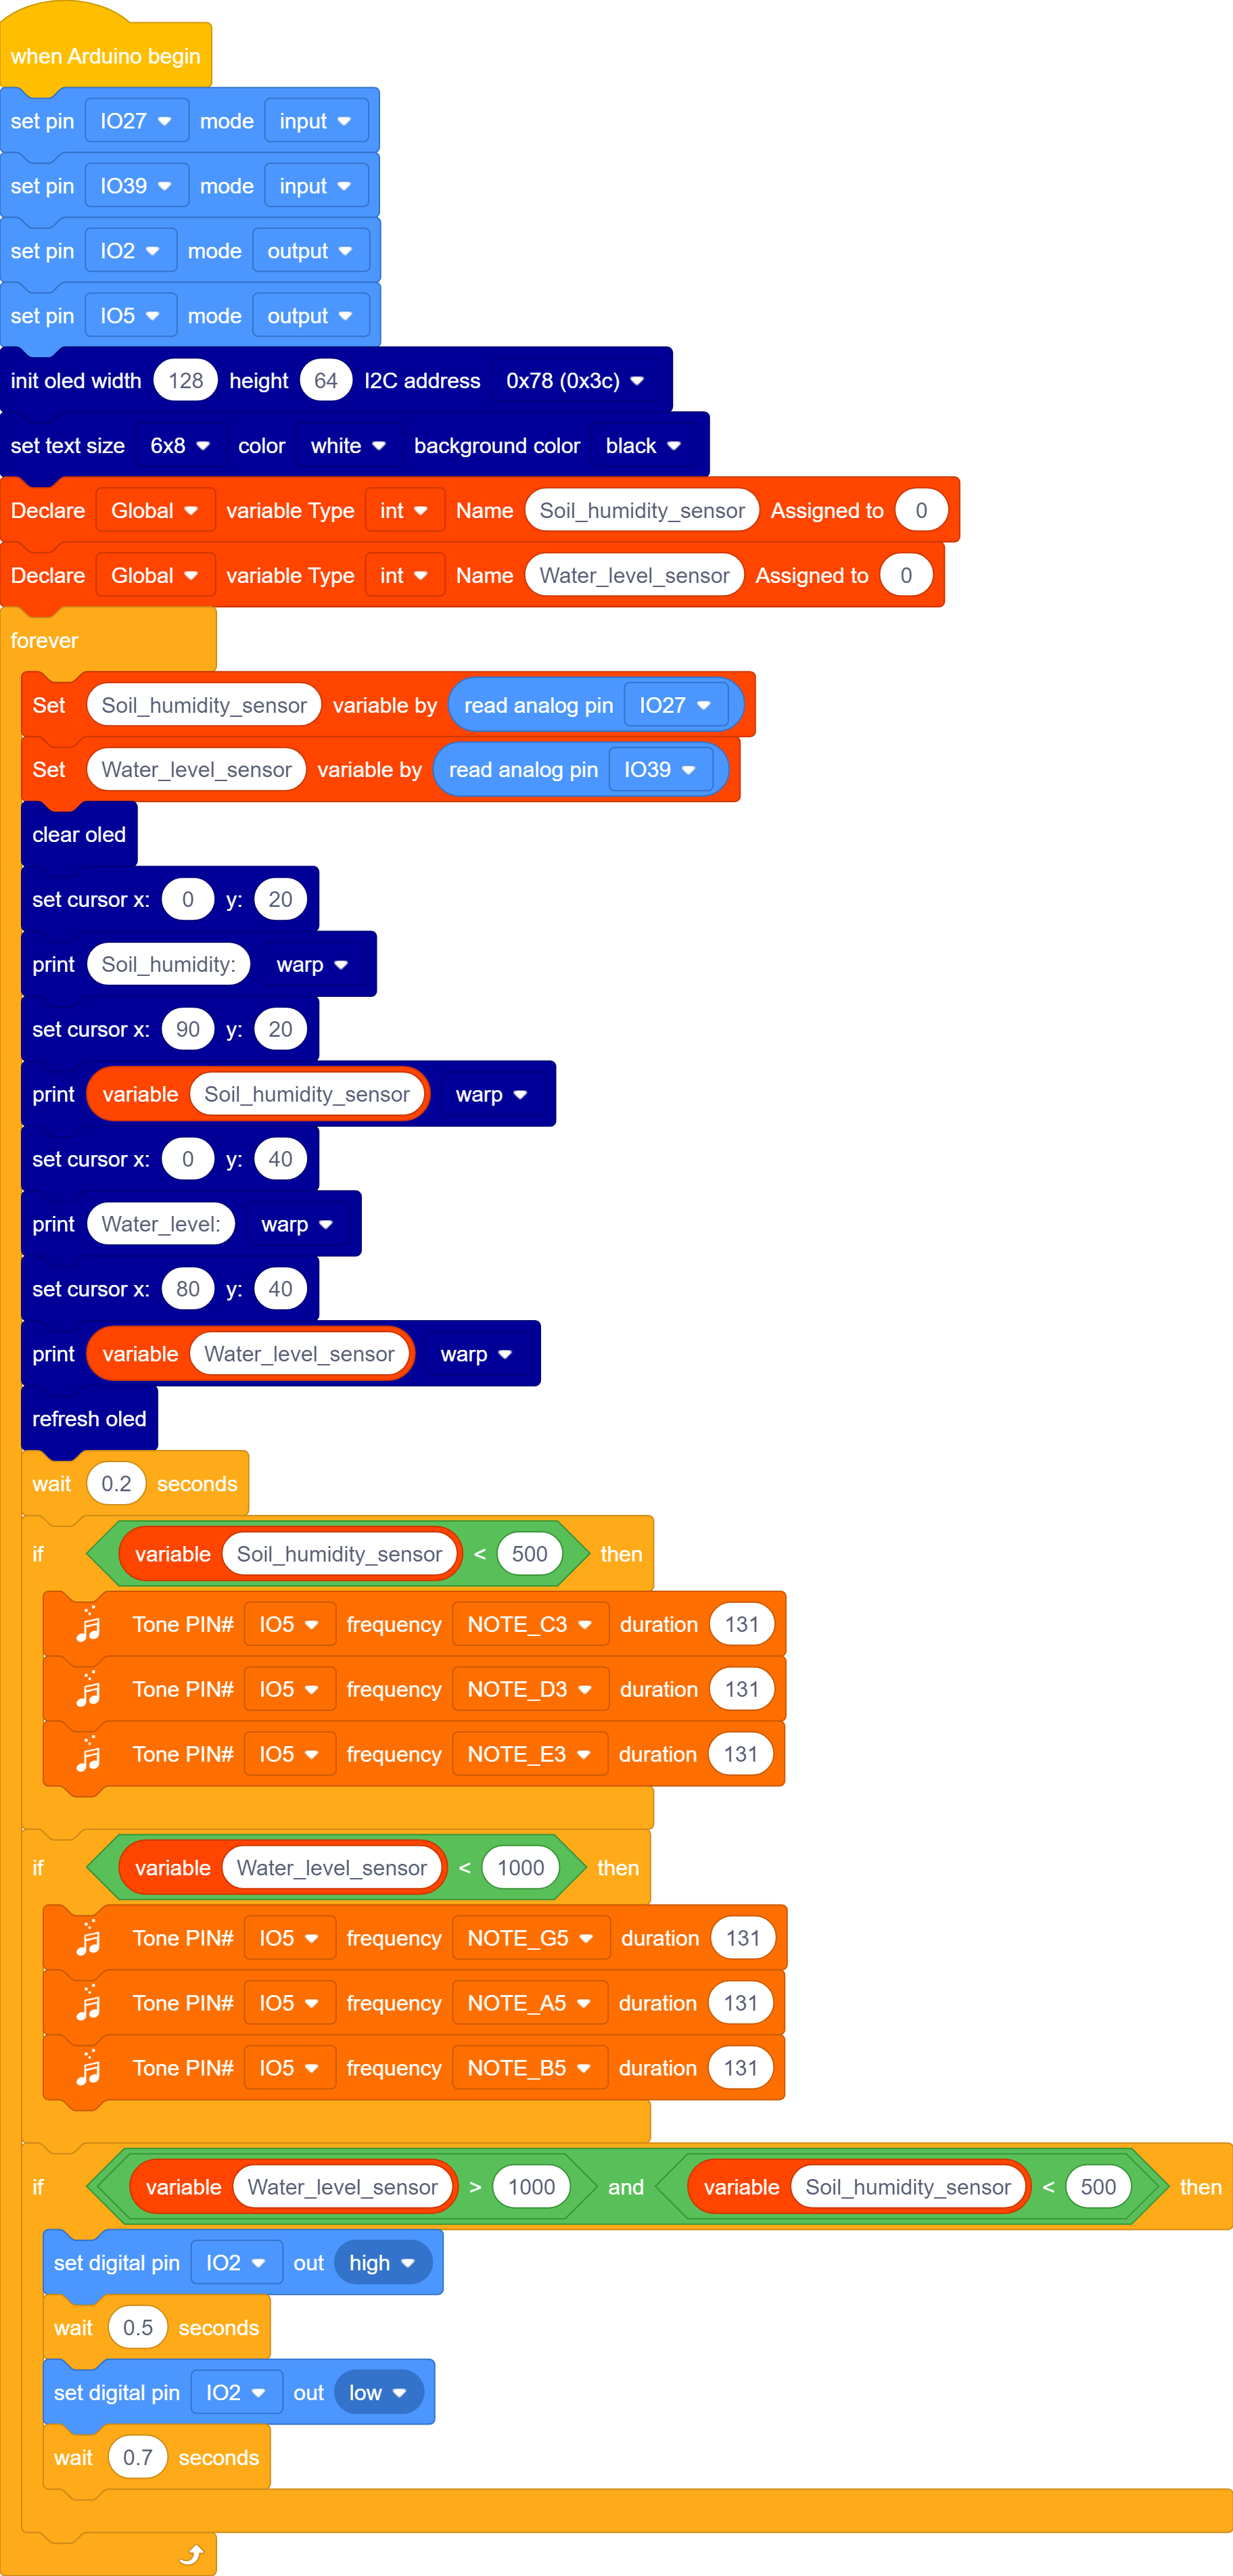 when Arduino begin
set pin IO27 mode input
set pin IO39 mode input
set pin IO2 mode output
set pin IO5 mode output
init oled width 128 height 64 I2C address 0x78 (0x3c)
set text size 6x8 color white background color black
Declare Global variable Type int Name Soil_humidity_sensor Assigned to 0
Declare Global variable Type int Name Water_level_sensor Assigned to 0
forever
Set Soil_humidity_sensor variable by read analog pin IO27
Set Water_level_sensor variable by read analog pin IO39
clear oled
set cursor x: 0 y: 20
print Soil_humidity: warp
set cursor x: 90 y: 20
print variable Soil_humidity_sensor warp
set cursor x: 0 y: 40
print Water_level: warp
set cursor x: 80 y: 40
print variable Water_level_sensor warp
refresh oled
wait 0.2 seconds
if variable Soil_humidity_sensor < 500 then
Tone PIN# IO5 frequency NOTE_C3 duration 131
Tone PIN# IO5 frequency NOTE_D3 duration 131
Tone PIN# IO5 frequency NOTE_E3 duration 131
if variable Water_level_sensor < 1000 then
Tone PIN# IO5 frequency NOTE_G5 duration 131
Tone PIN# IO5 frequency NOTE_A5 duration 131
Tone PIN# IO5 frequency NOTE_B5 duration 131
if variable Water_level_sensor > 1000 and variable Soil_humidity_sensor < 500 then
set digital pin IO2 out high
wait 0.5 seconds
set digital pin IO2 out low
wait 0.7 seconds